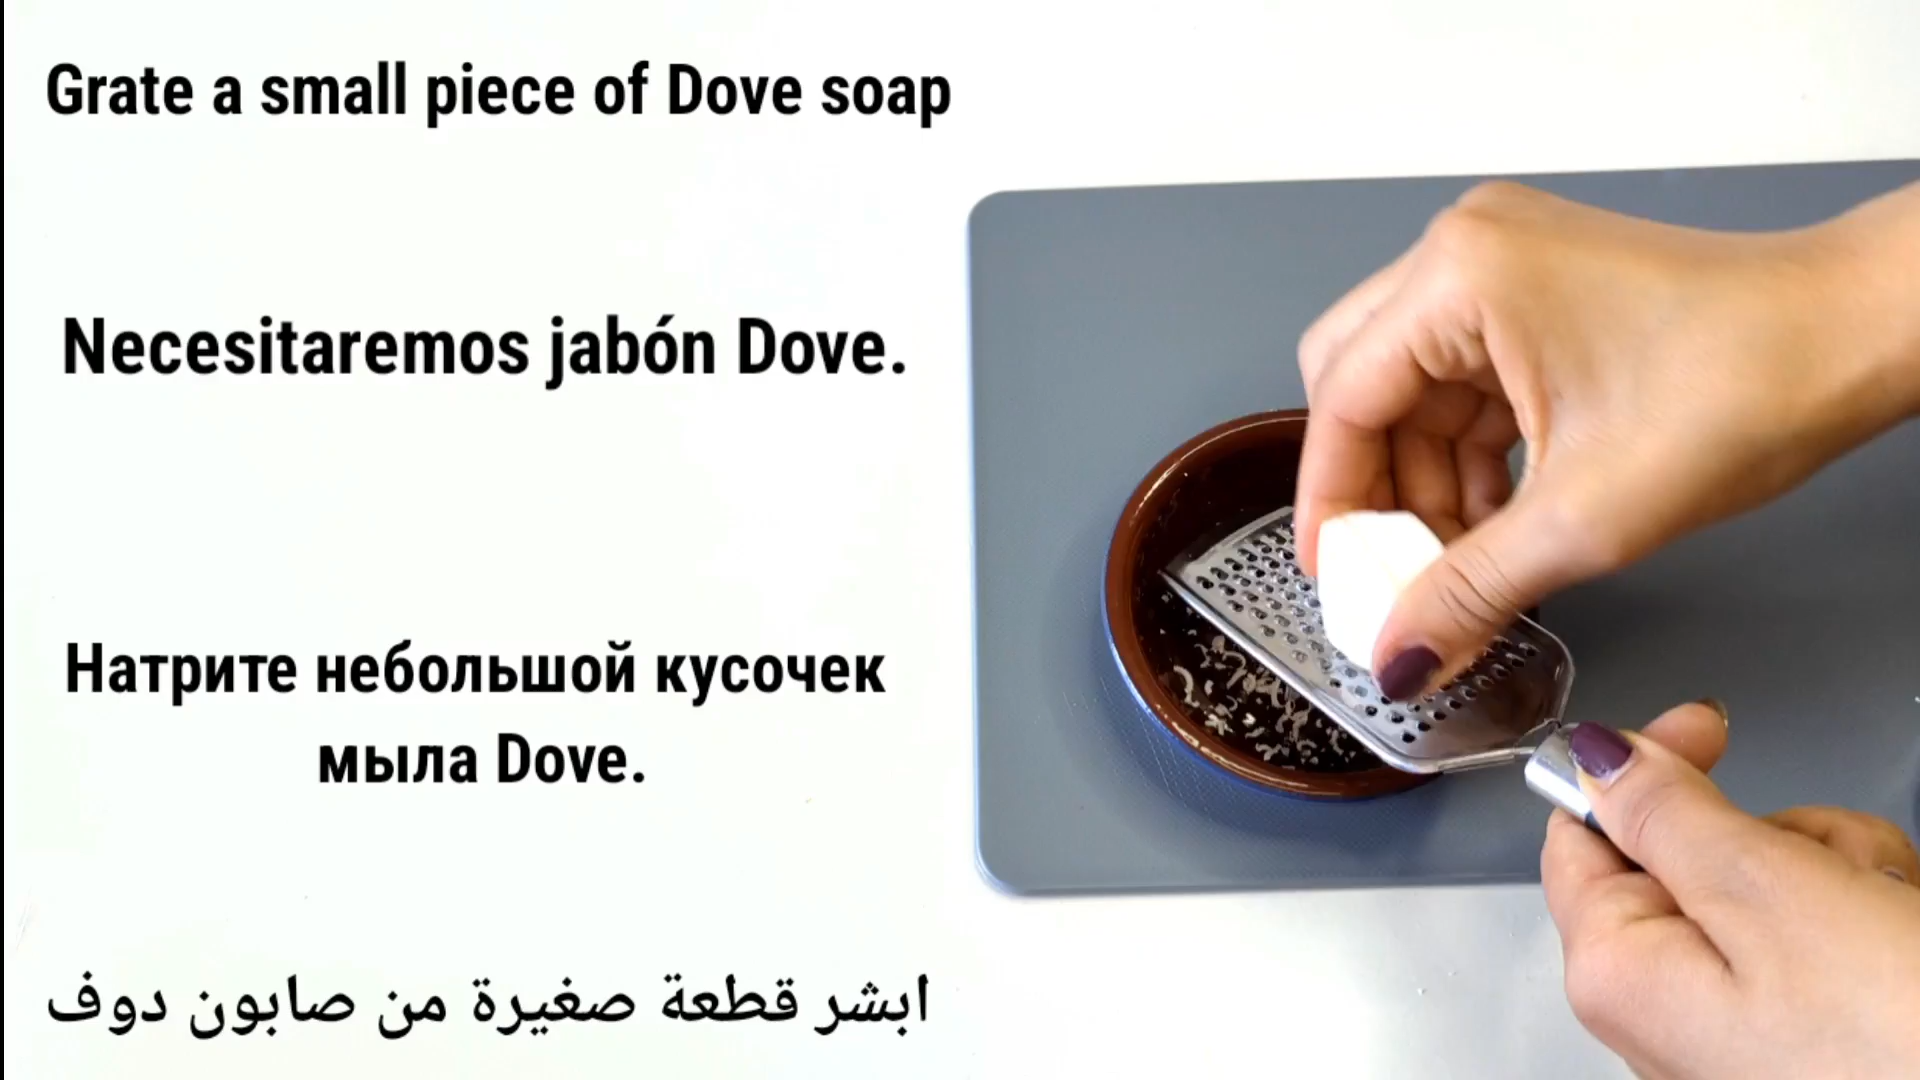 Grate a small piece of Dove soap
Necesitaremos jabón Dove.
Натрите небольшой кусочек
мыла Dove.
ابشر قطعة صغيرة من صابون دوف